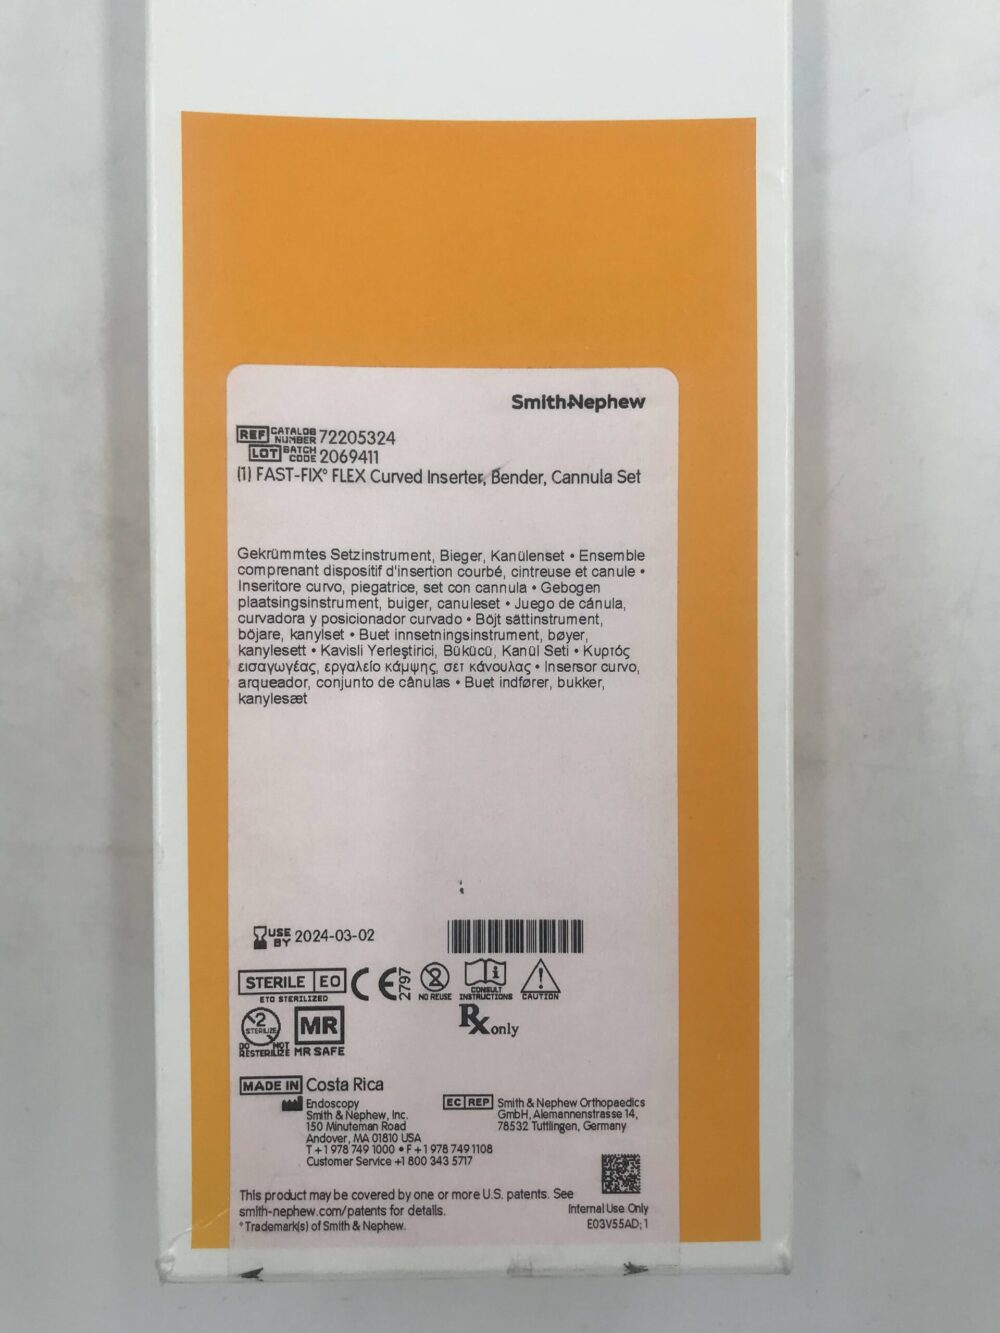 Smith+Nephew
REF CATALOG NUMBER 72205324
LOT BATCH CODE 2069411
(1) FAST-FIX° FLEX Curved Inserter, Bender, Cannula Set
Gekrümmtes Setzinstrument, Bieger, Kanülenset • Ensemble
comprenant dispositif d'insertion courbé, cintreuse et canule •
Inseritore curvo, piegatrice, set con cannula • Gebogen
plaatsingsinstrument, buiger, canuleset • Juego de cánula,
curvadora y posicionador curvado • Böjt sättinstrument,
böjare, kanylset • Buet innsetningsinstrument, bøyer,
kanylesett • Kavisli Yerleştirici, Bükücü, Kanül Seti • Κυρτός
εισαγωγέας, εργαλείο κάμψης, σετ κάνουλας • Insersor curvo,
arqueador, conjunto de cânulas • Buet indfører, bukker,
kanylesæt
USE BY 2024-03-02
STERILE EO
ETO STERILIZED
CE 2797
2
NO REUSE
i
CONSULT INSTRUCTIONS
!
CAUTION
2
STERILIZE
DO NOT RESTERILIZE
MR
MR SAFE
Rx only
MADE IN Costa Rica
Endoscopy
Smith & Nephew, Inc.
150 Minuteman Road
Andover, MA 01810 USA
T +1 978 749 1000 • F +1 978 749 1108
Customer Service +1 800 343 5717
EC REP Smith & Nephew Orthopaedics
GmbH, Alemannenstrasse 14,
78532 Tuttlingen, Germany
This product may be covered by one or more U.S. patents. See
smith-nephew.com/patents for details.
°Trademark(s) of Smith & Nephew.
Internal Use Only
E03V55AD; 1